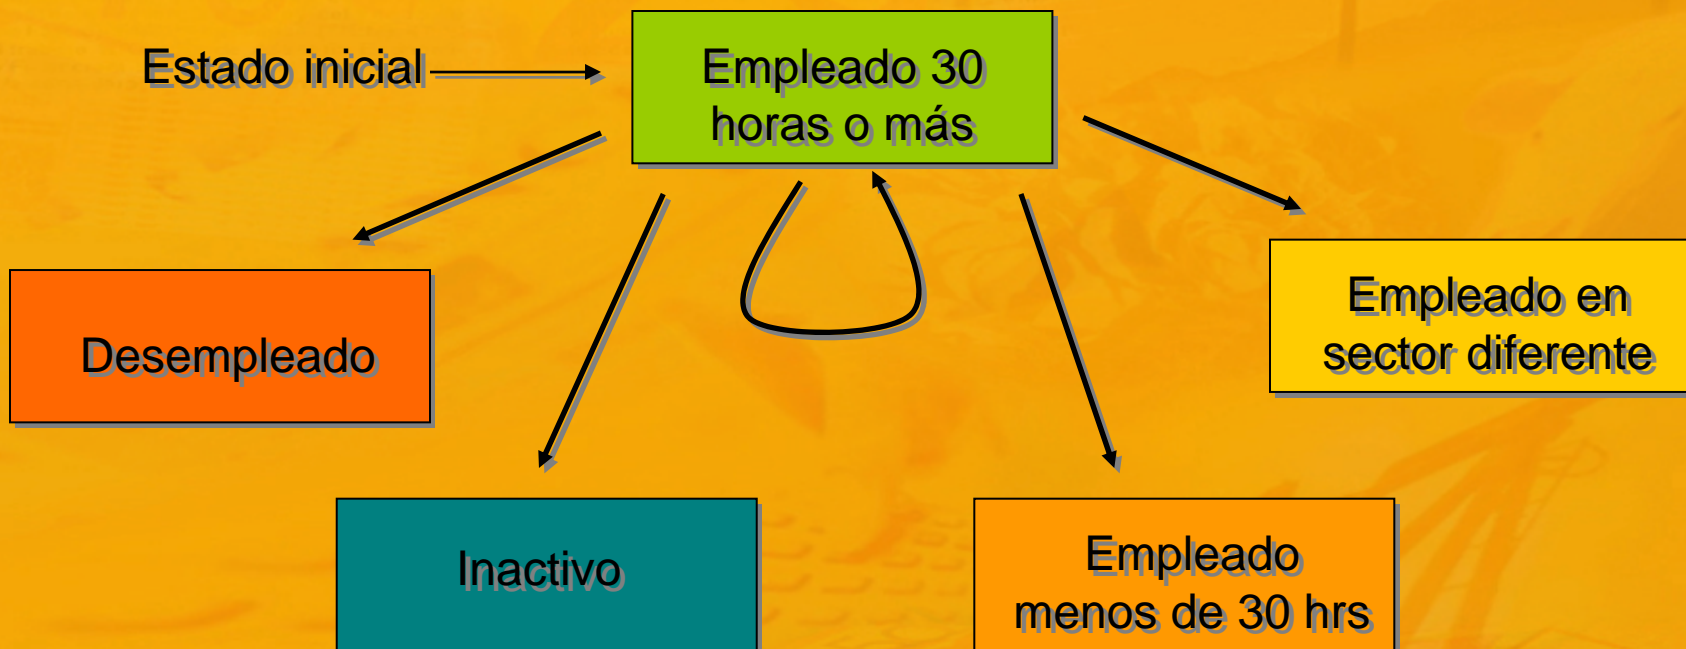 Estado inicial
Empleado 30
horas o más
Desempleado
Empleado en
sector diferente
Inactivo
Empleado
menos de 30 hrs